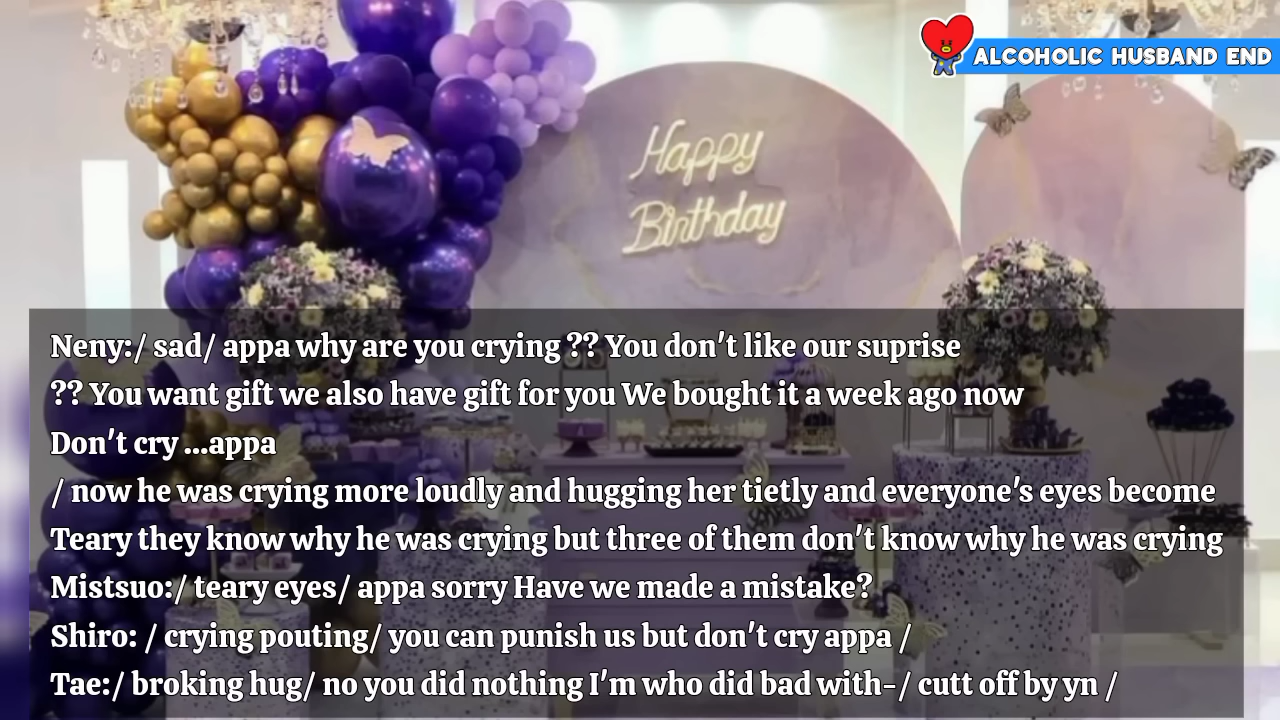 ALCOHOLIC HUSBAND END
Happy
Birthday
Neny:/ sad/ appa why are you crying ?? You don't like our suprise
?? You want gift we also have gift for you We bought it a week ago now
Don't cry ...appa
/ now he was crying more loudly and hugging her tietly and everyone's eyes become
Teary they know why he was crying but three of them don't know why he was crying
Mistsuo:/ teary eyes/ appa sorry Have we made a mistake?
Shiro: / crying pouting/ you can punish us but don't cry appa /
Tae:/ broking hug/ no you did nothing I'm who did bad with-/ cutt off by yn /